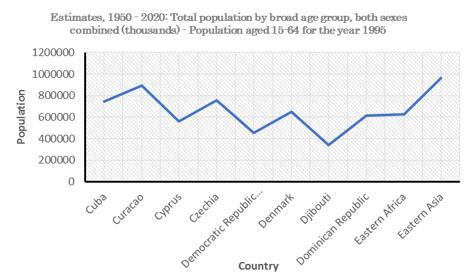 Estimates, 1950 - 2020: Total population by broad age group, both sexes
combined (thousands) - Population aged 15-64 for the year 1995
1200000
1000000
800000
600000
400000
200000
0
Population
Cuba
Curacao
Cyprus
Czechia
Democratic Republic...
Denmark
Djibouti
Dominican Republic
Eastern Africa
Eastern Asia
Country